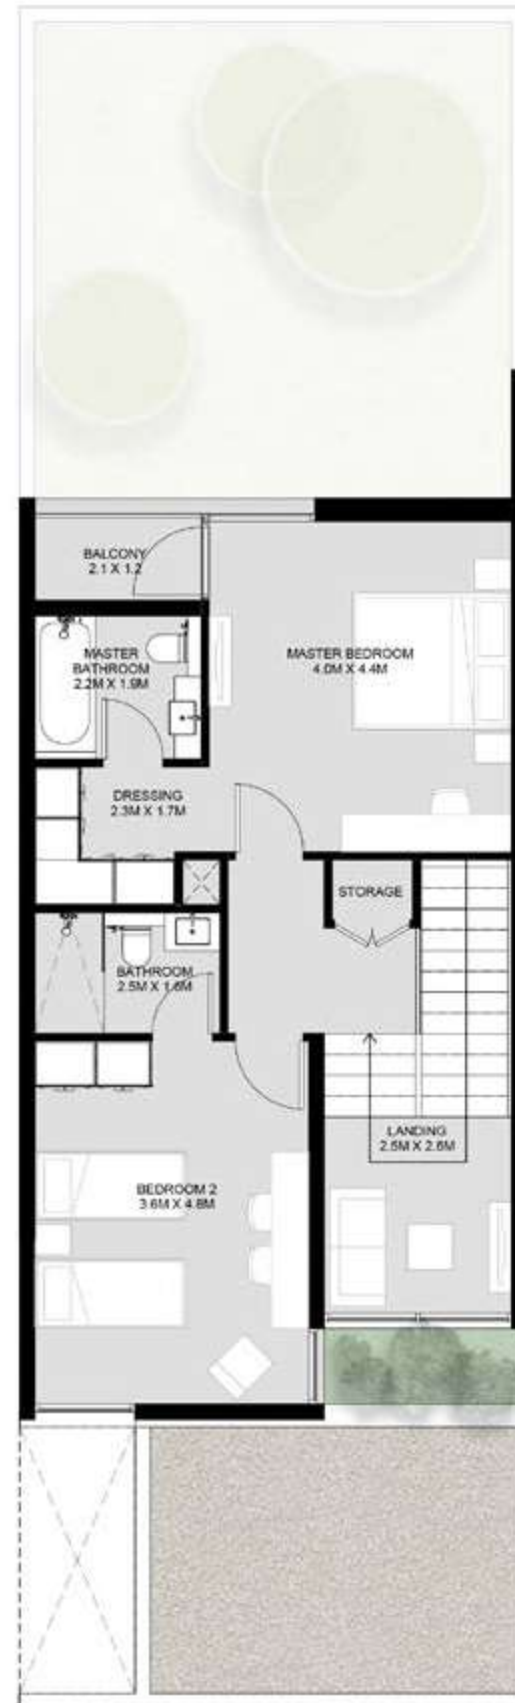 BALCONY
2.1 X 1.2
MASTER
BATHROOM
2.2M X 1.9M
MASTER BEDROOM
4.0M X 4.4M
DRESSING
2.3M X 1.7M
STORAGE
BATHROOM
2.5M X 1.6M
LANDING
2.5M X 2.6M
BEDROOM 2
3.6M X 4.8M